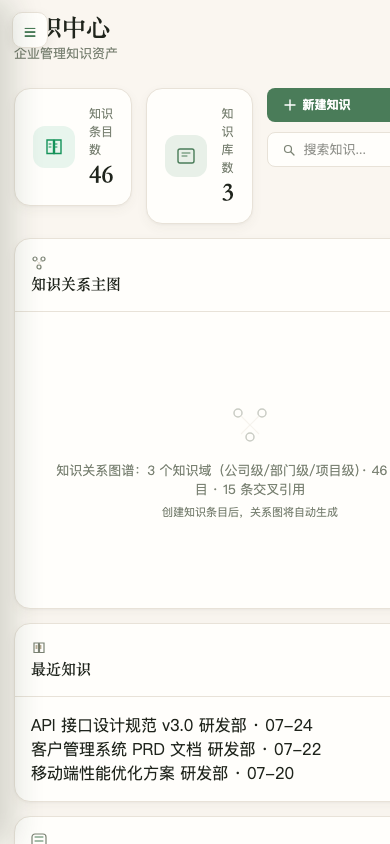 识中心
企业管理知识资产
知识
条目
数
46
知
识
库
数
3
新建知识
搜索知识...
知识关系主图
知识关系图谱：3 个知识域（公司级/部门级/项目级）· 46
目 · 15 条交叉引用
创建知识条目后，关系图将自动生成
最近知识
API 接口设计规范 v3.0 研发部 · 07-24
客户管理系统 PRD 文档 研发部 · 07-22
移动端性能优化方案 研发部 · 07-20